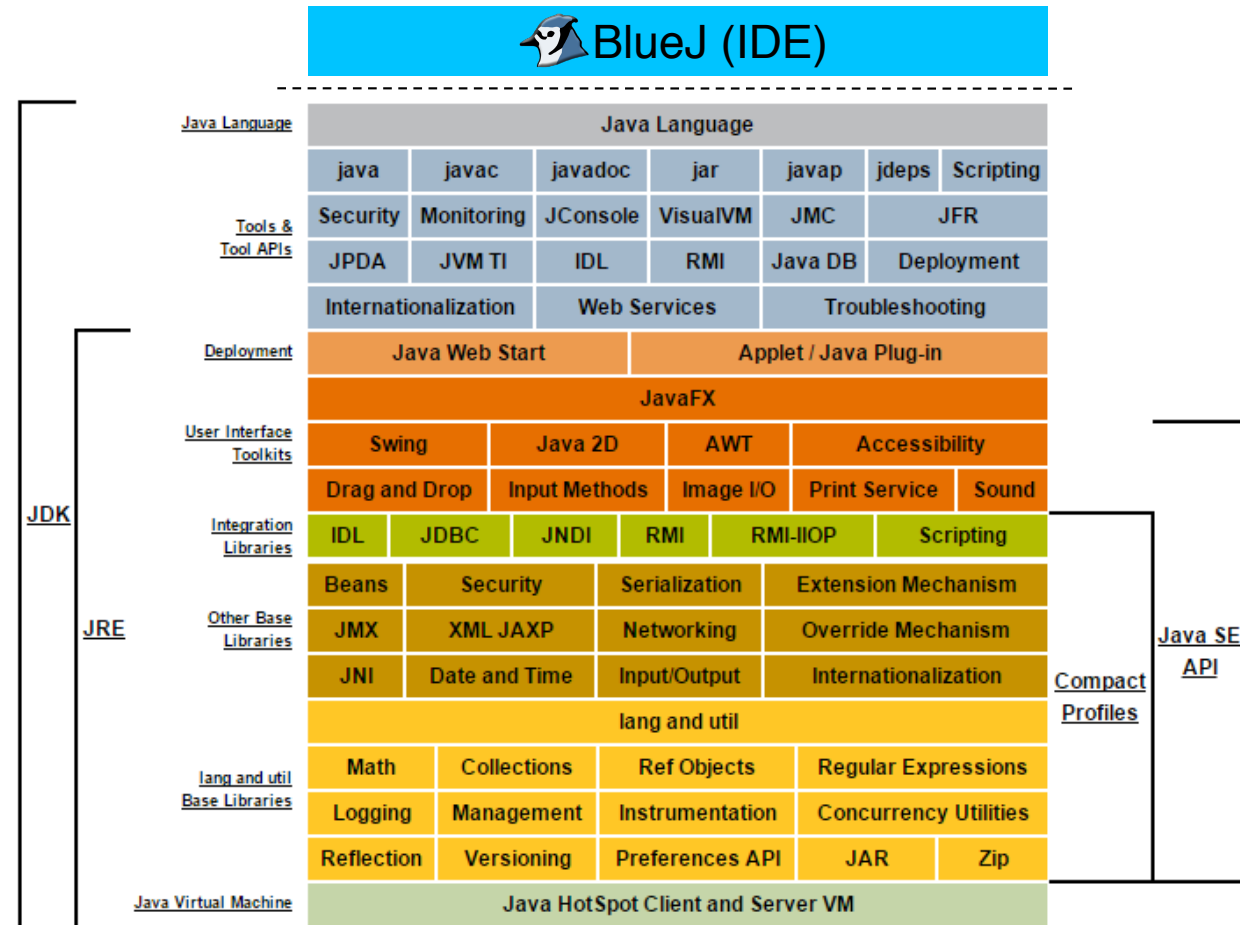 BlueJ (IDE)
Java Language
Java Language
java javac javadoc jar javap jdeps Scripting
Tools &
Tool APIs
Security Monitoring JConsole VisualVM JMC JFR
JPDA JVM TI IDL RMI Java DB Deployment
Internationalization Web Services Troubleshooting
Deployment
Java Web Start Applet / Java Plug-in
JavaFX
User Interface
Toolkits
Swing Java 2D AWT Accessibility
Drag and Drop Input Methods Image I/O Print Service Sound
JDK
Integration
Libraries
IDL JDBC JNDI RMI RMI-IIOP Scripting
Beans Security Serialization Extension Mechanism
JRE
Other Base
Libraries
JMX XML JAXP Networking Override Mechanism
JNI Date and Time Input/Output Internationalization
Java SE
API
Compact
Profiles
lang and util
lang and util
Base Libraries
Math Collections Ref Objects Regular Expressions
Logging Management Instrumentation Concurrency Utilities
Reflection Versioning Preferences API JAR Zip
Java Virtual Machine
Java HotSpot Client and Server VM